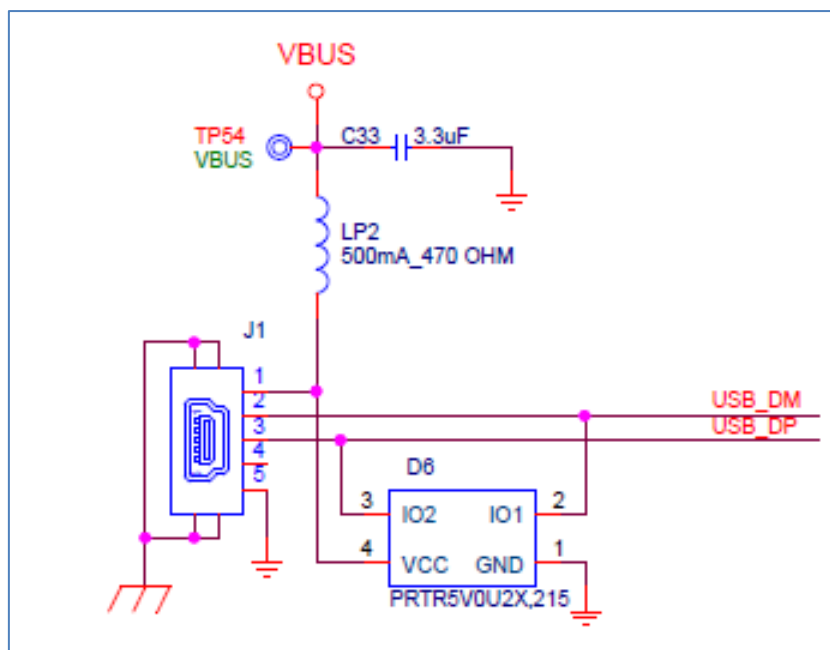 VBUS
TP54
VBUS
C33 3.3uF
LP2
500mA_470 OHM
J1
1
2
3
4
5
USB_DM
USB_DP
D6
3 IO2 IO1 2
4 VCC GND 1
PRTR5V0U2X,215